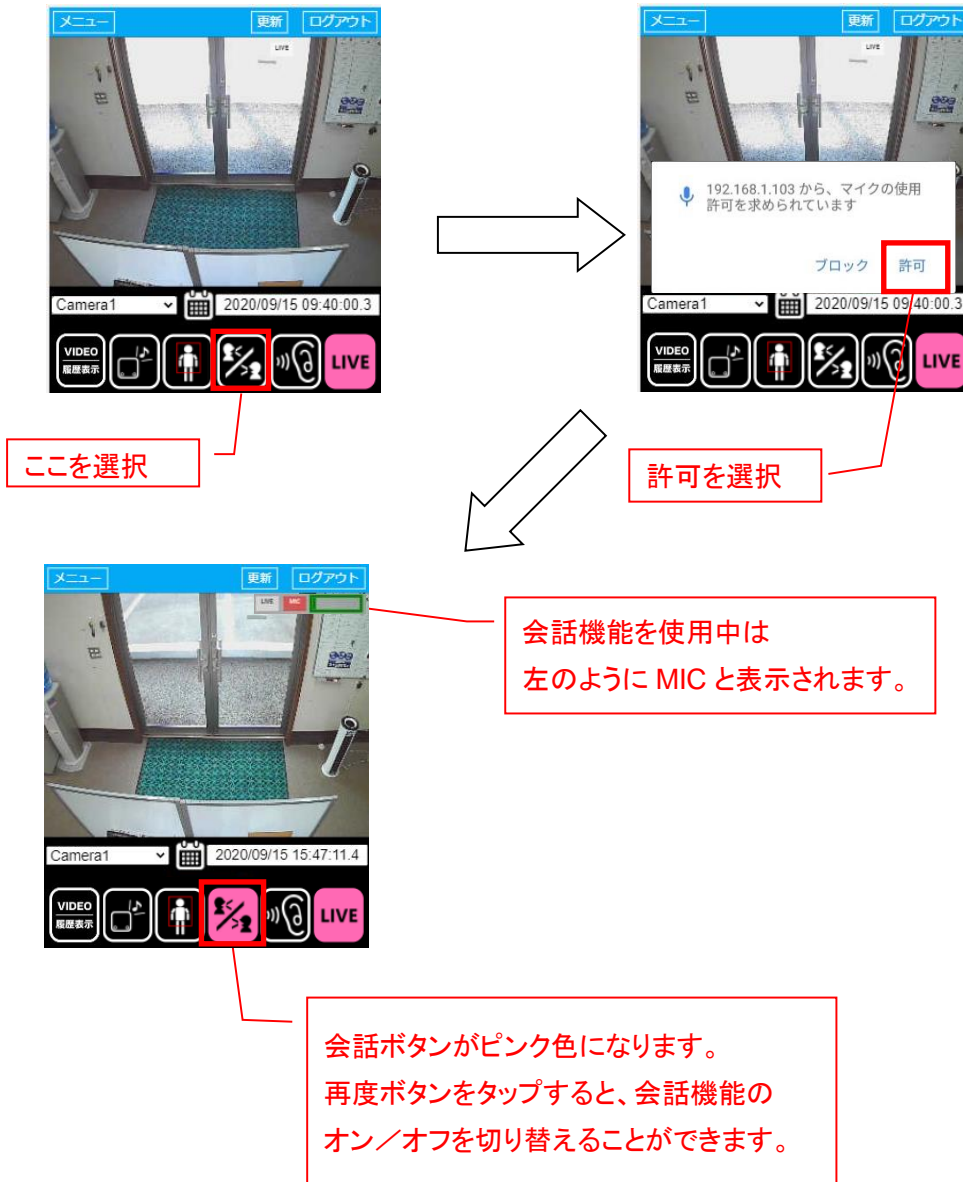 メニュー 更新 ログアウト
LIVE
Camera1 2020/09/15 09:40:00.3
VIDEO
履歴表示
LIVE
ここを選択
メニュー 更新 ログアウト
LIVE
192.168.1.103 から、マイクの使用
許可を求められています
ブロック 許可
Camera1 2020/09/15 09:40:00.3
VIDEO
履歴表示
LIVE
許可を選択
メニュー 更新 ログアウト
LIVE MIC
Camera1 2020/09/15 15:47:11.4
VIDEO
履歴表示
LIVE
会話機能を使用中は
左のように MIC と表示されます。
会話ボタンがピンク色になります。
再度ボタンをタップすると、会話機能の
オン／オフを切り替えることができます。